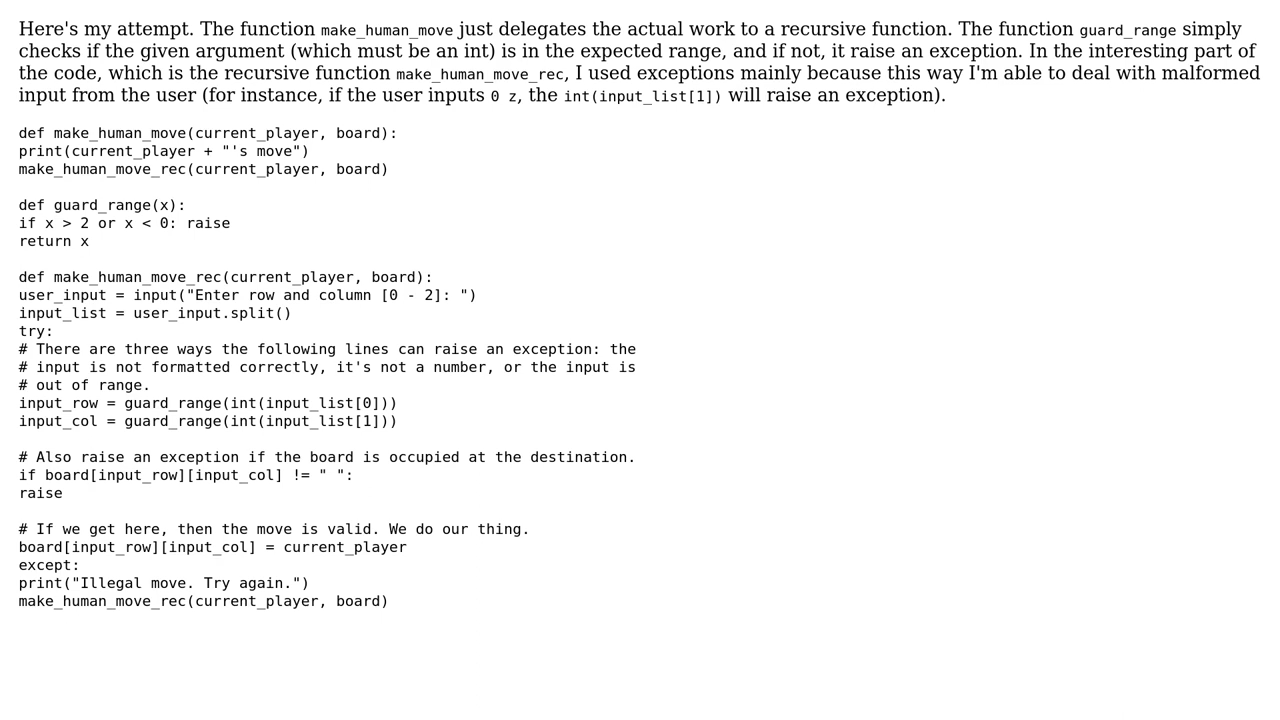 Here's my attempt. The function make_human_move just delegates the actual work to a recursive function. The function guard_range simply
checks if the given argument (which must be an int) is in the expected range, and if not, it raise an exception. In the interesting part of
the code, which is the recursive function make_human_move_rec, I used exceptions mainly because this way I'm able to deal with malformed
input from the user (for instance, if the user inputs 0 z, the int(input_list[1]) will raise an exception).
def make_human_move(current_player, board):
print(current_player + "'s move")
make_human_move_rec(current_player, board)
def guard_range(x):
if x > 2 or x < 0: raise
return x
def make_human_move_rec(current_player, board):
user_input = input("Enter row and column [0 - 2]: ")
input_list = user_input.split()
try:
# There are three ways the following lines can raise an exception: the
# input is not formatted correctly, it's not a number, or the input is
# out of range.
input_row = guard_range(int(input_list[0]))
input_col = guard_range(int(input_list[1]))
# Also raise an exception if the board is occupied at the destination.
if board[input_row][input_col] != " ":
raise
# If we get here, then the move is valid. We do our thing.
board[input_row][input_col] = current_player
except:
print("Illegal move. Try again.")
make_human_move_rec(current_player, board)